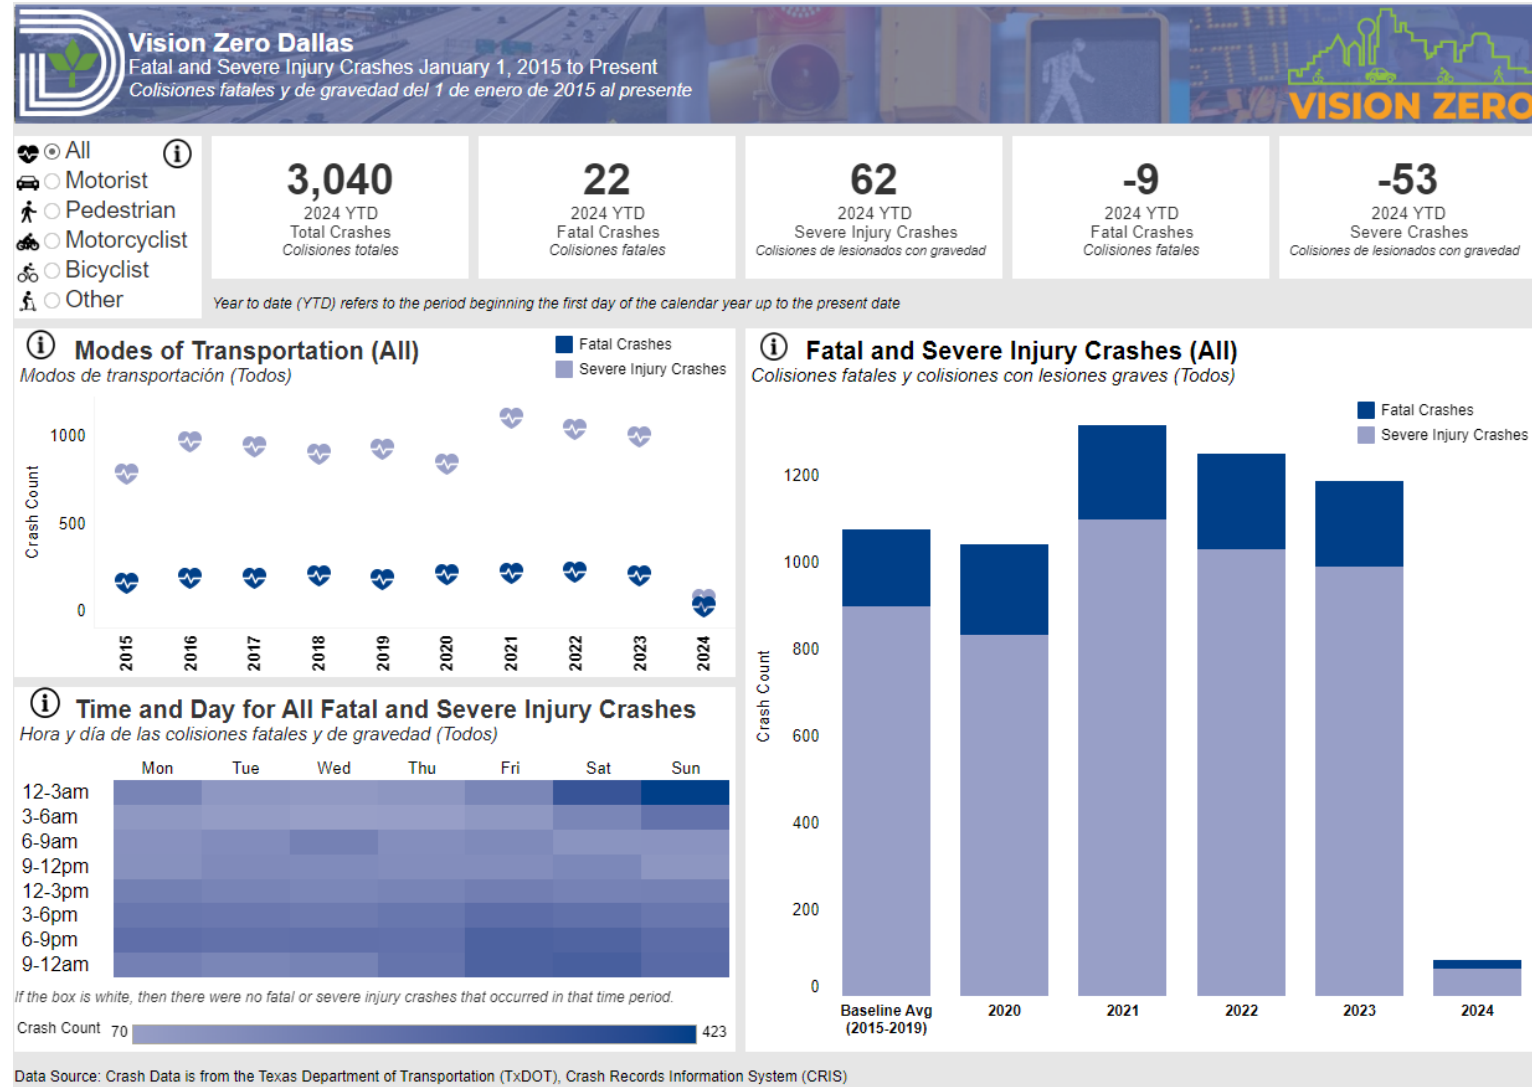 Vision Zero Dallas
Fatal and Severe Injury Crashes January 1, 2015 to Present
Colisiones fatales y de gravedad del 1 de enero de 2015 al presente
VISION ZERO
All
Motorist
Pedestrian
Motorcyclist
Bicyclist
Other
3,040
2024 YTD
Total Crashes
Colisiones totales
22
2024 YTD
Fatal Crashes
Colisiones fatales
62
2024 YTD
Severe Injury Crashes
Colisiones de lesionados con gravedad
-9
2024 YTD
Fatal Crashes
Colisiones fatales
-53
2024 YTD
Severe Crashes
Colisiones de lesionados con gravedad
Year to date (YTD) refers to the period beginning the first day of the calendar year up to the present date
Modes of Transportation (All)
Modos de transportación (Todos)
Fatal Crashes
Severe Injury Crashes
Crash Count
1000
500
0
2015
2016
2017
2018
2019
2020
2021
2022
2023
2024
Time and Day for All Fatal and Severe Injury Crashes
Hora y día de las colisiones fatales y de gravedad (Todos)
Mon Tue Wed Thu Fri Sat Sun
12-3am
3-6am
6-9am
9-12pm
12-3pm
3-6pm
6-9pm
9-12am
If the box is white, then there were no fatal or severe injury crashes that occurred in that time period.
Crash Count 70 423
Fatal and Severe Injury Crashes (All)
Colisiones fatales y colisiones con lesiones graves (Todos)
Fatal Crashes
Severe Injury Crashes
Crash Count
1200
1000
800
600
400
200
0
Baseline Avg
(2015-2019)
2020
2021
2022
2023
2024
Data Source: Crash Data is from the Texas Department of Transportation (TxDOT), Crash Records Information System (CRIS)